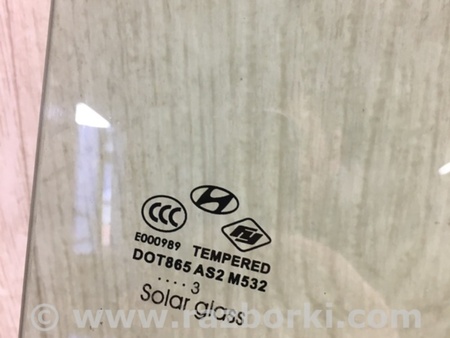 CCC
E000989 TEMPERED
DOT865 AS2 M532
.... 3
Solar glass
© www.razborki.com